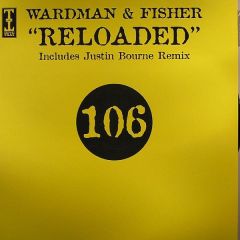 WARDMAN & FISHER
"RELOADED"
Includes Justin Bourne Remix
106